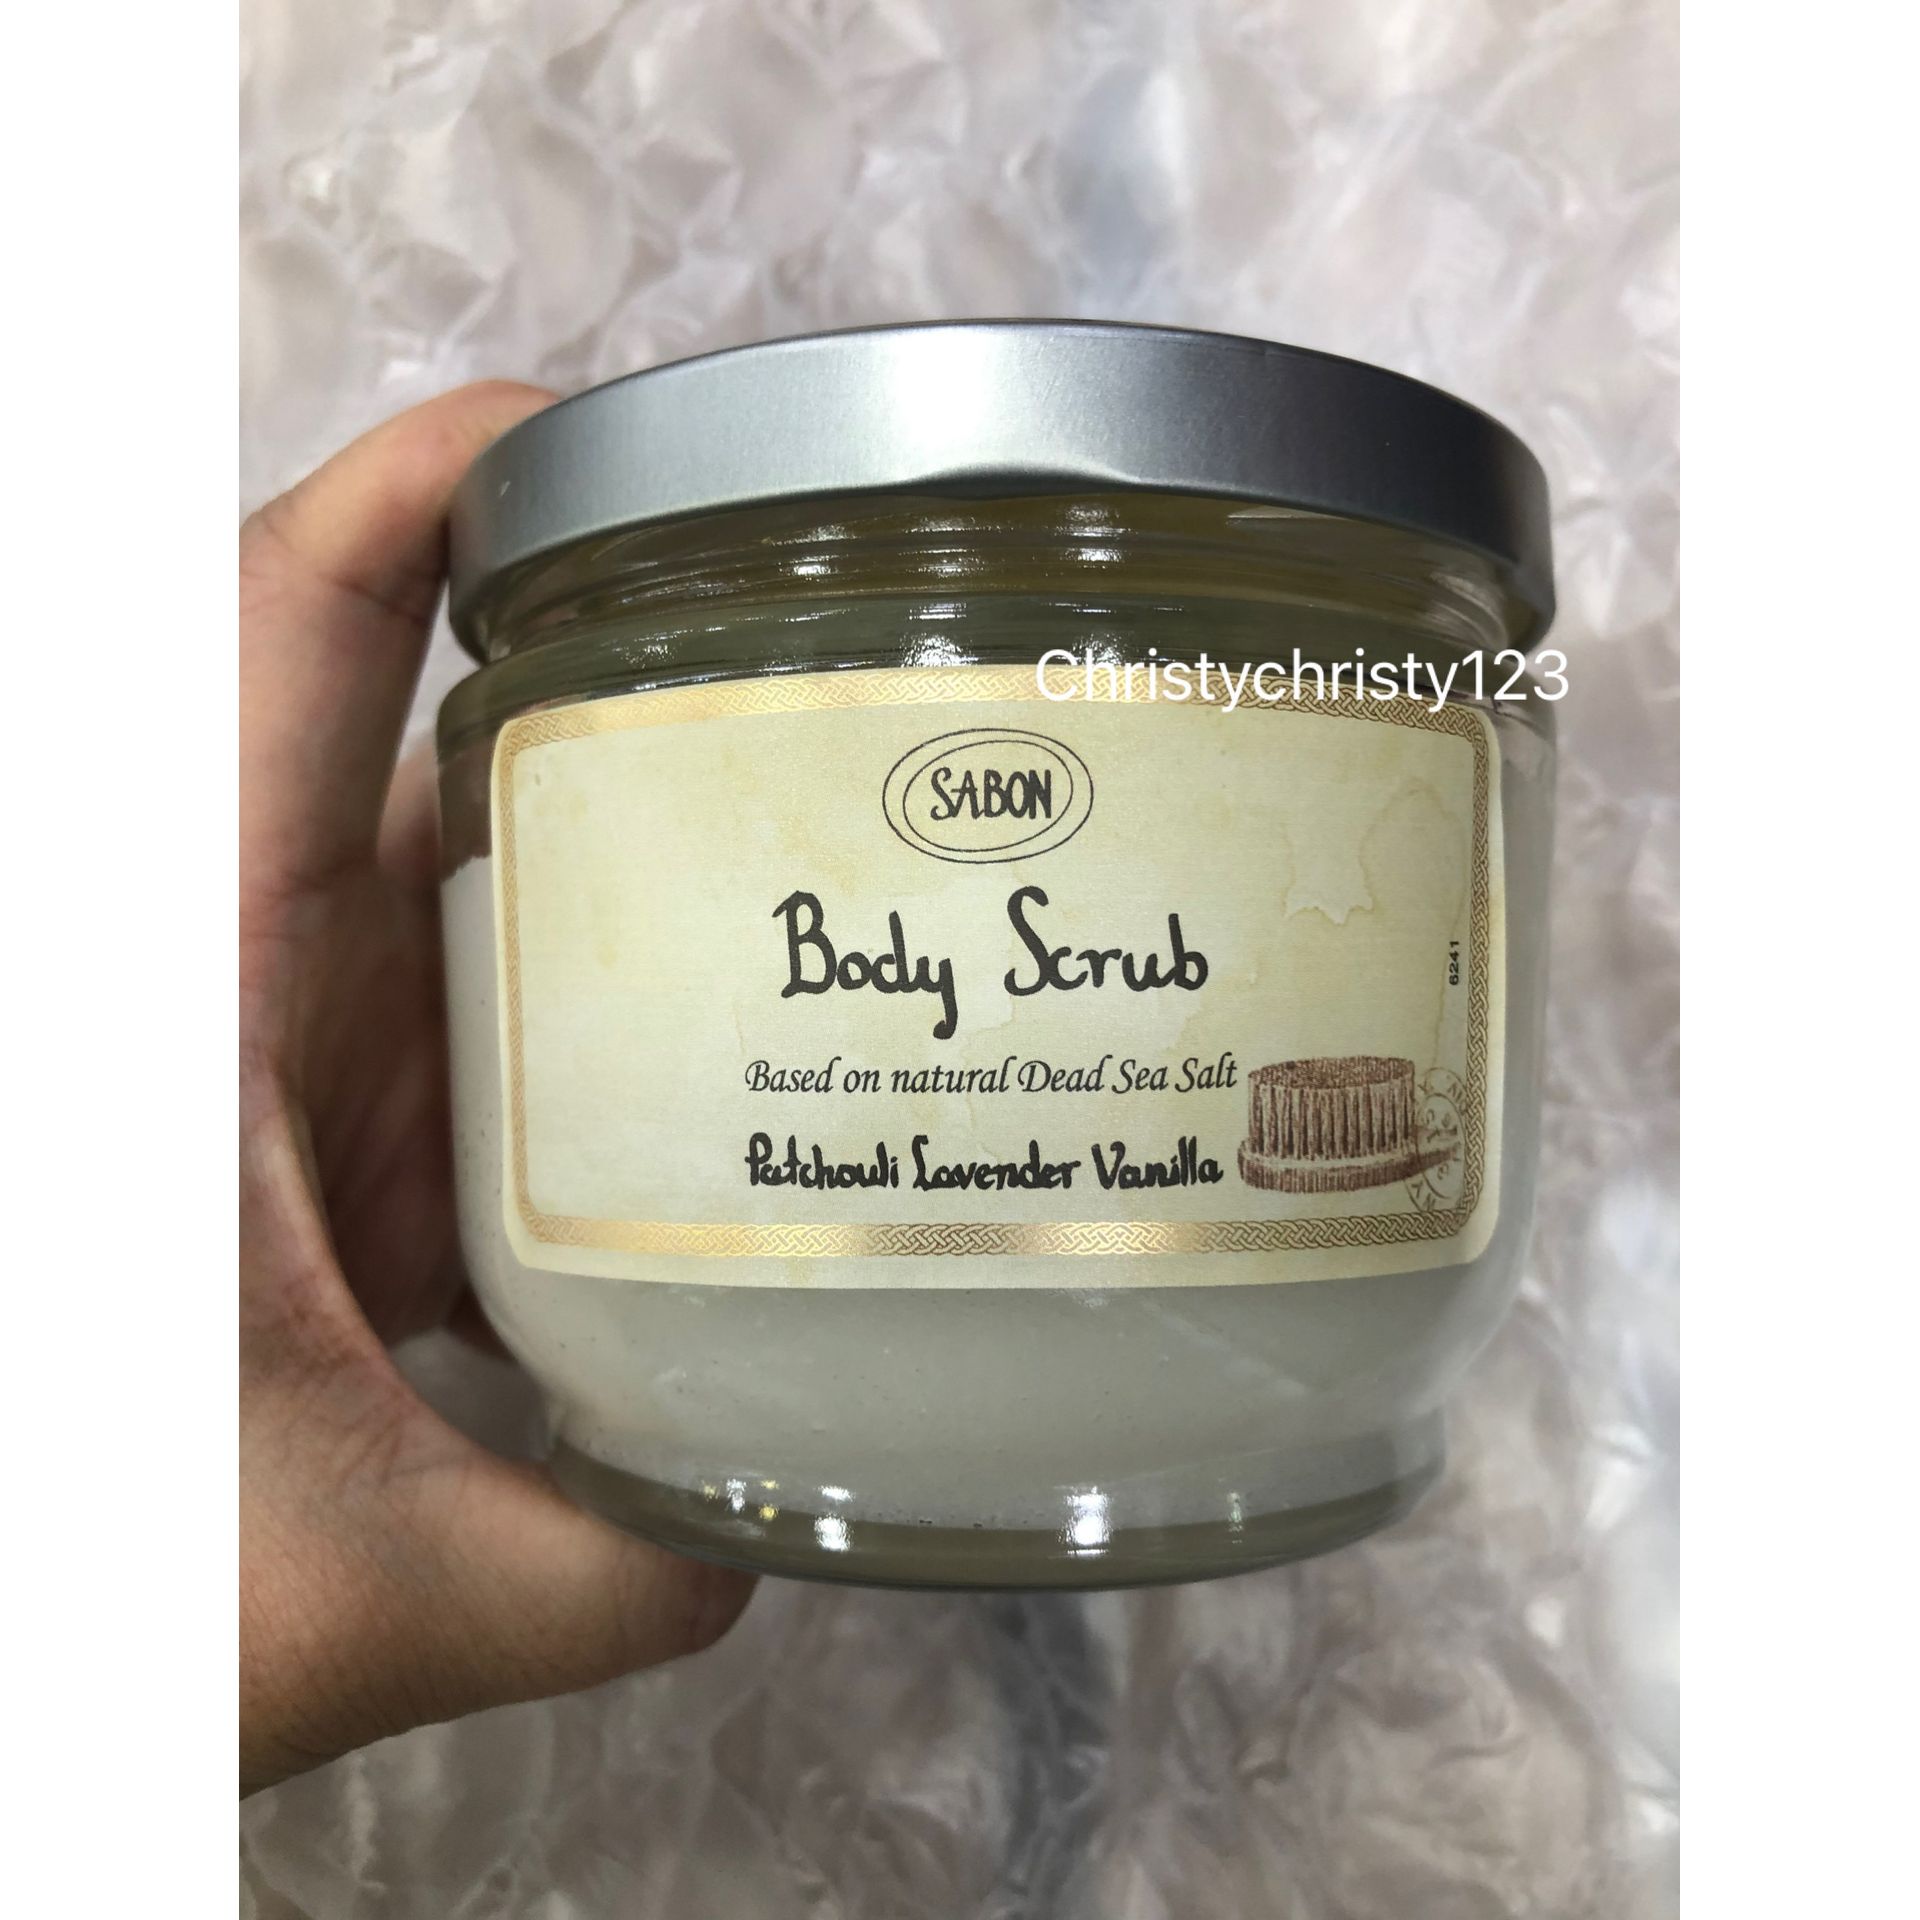 Christychristy123
SABON
Body Scrub
6241
Based on natural Dead Sea Salt
Patchouli Lavender Vanilla